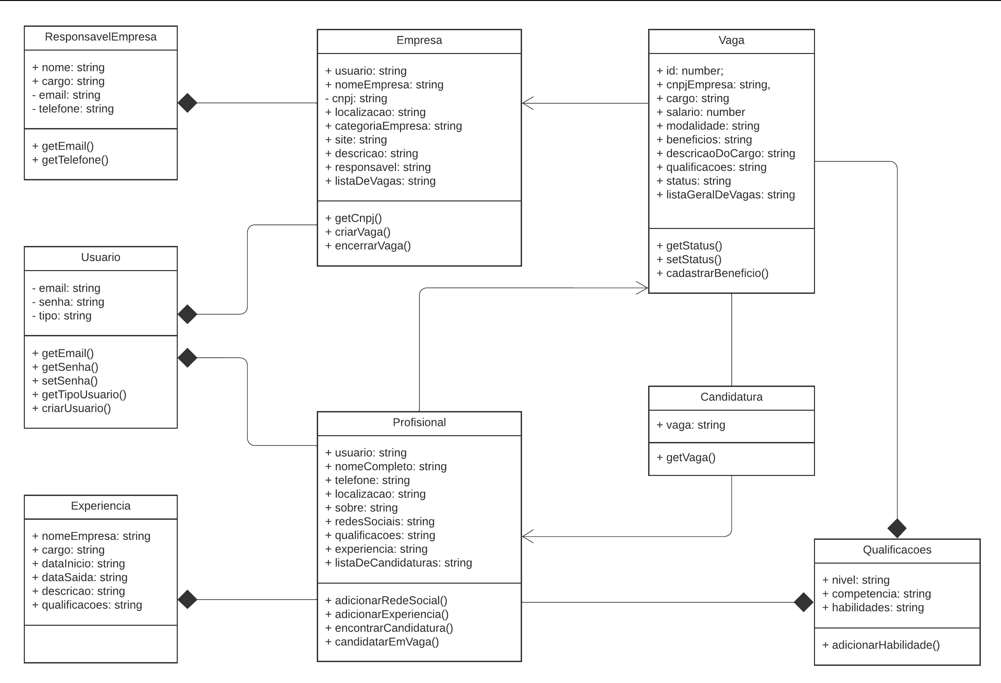 ResponsavelEmpresa
+ nome: string
+ cargo: string
- email: string
- telefone: string
+ getEmail()
+ getTelefone()
Empresa
+ usuario: string
+ nomeEmpresa: string
- cnpj: string
+ localizacao: string
+ categoriaEmpresa: string
+ site: string
+ descricao: string
+ responsavel: string
+ listaDeVagas: string
+ getCnpj()
+ criarVaga()
+ encerrarVaga()
Vaga
+ id: number;
+ cnpjEmpresa: string,
+ cargo: string
+ salario: number
+ modalidade: string
+ beneficios: string
+ descricaoDoCargo: string
+ qualificacoes: string
+ status: string
+ listaGeralDeVagas: string
+ getStatus()
+ setStatus()
+ cadastrarBeneficio()
Usuario
- email: string
- senha: string
- tipo: string
+ getEmail()
+ getSenha()
+ setSenha()
+ getTipoUsuario()
+ criarUsuario()
Profisional
+ usuario: string
+ nomeCompleto: string
+ telefone: string
+ localizacao: string
+ sobre: string
+ redesSociais: string
+ qualificacoes: string
+ experiencia: string
+ listaDeCandidaturas: string
+ adicionarRedeSocial()
+ adicionarExperiencia()
+ encontrarCandidatura()
+ candidatarEmVaga()
Candidatura
+ vaga: string
+ getVaga()
Experiencia
+ nomeEmpresa: string
+ cargo: string
+ dataInicio: string
+ dataSaida: string
+ descricao: string
+ qualificacoes: string
Qualificacoes
+ nivel: string
+ competencia: string
+ habilidades: string
+ adicionarHabilidade()